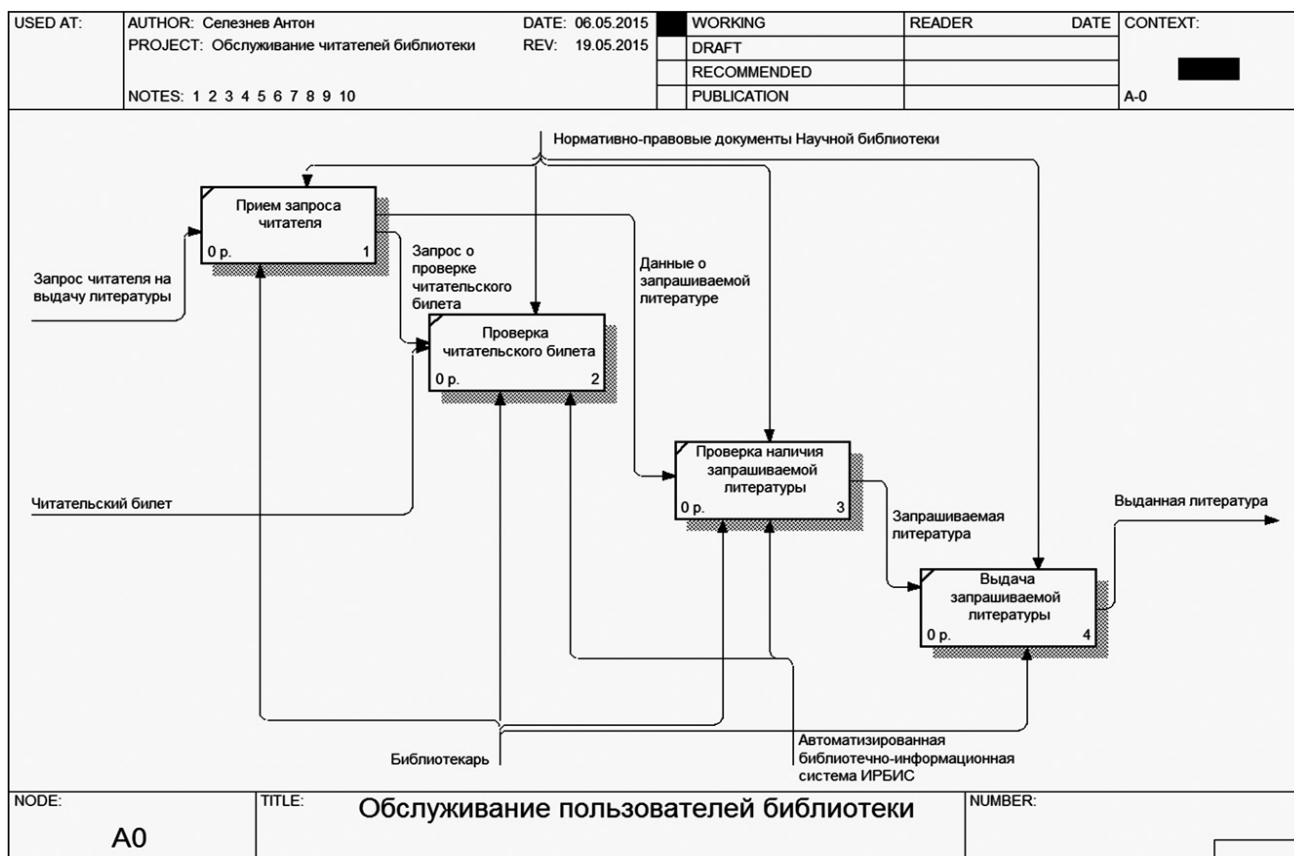 USED AT:
AUTHOR: Селезнев Антон
DATE: 06.05.2015
WORKING
READER
DATE
CONTEXT:
PROJECT: Обслуживание читателей библиотеки
REV: 19.05.2015
DRAFT
RECOMMENDED
NOTES: 1 2 3 4 5 6 7 8 9 10
PUBLICATION
A-0
Нормативно-правовые документы Научной библиотеки
Прием запроса
читателя
0 р.
1
Запрос читателя на
выдачу литературы
Запрос о
проверке
читательского
билета
Данные о
запрашиваемой
литературе
Проверка
читательского билета
0 р.
2
Проверка наличия
запрашиваемой
литературы
0 р.
3
Читательский билет
Запрашиваемая
литература
Выданная литература
Выдача
запрашиваемой
литературы
0 р.
4
Библиотекарь
Автоматизированная
библиотечно-информационная
система ИРБИС
NODE:
A0
TITLE:
Обслуживание пользователей библиотеки
NUMBER: